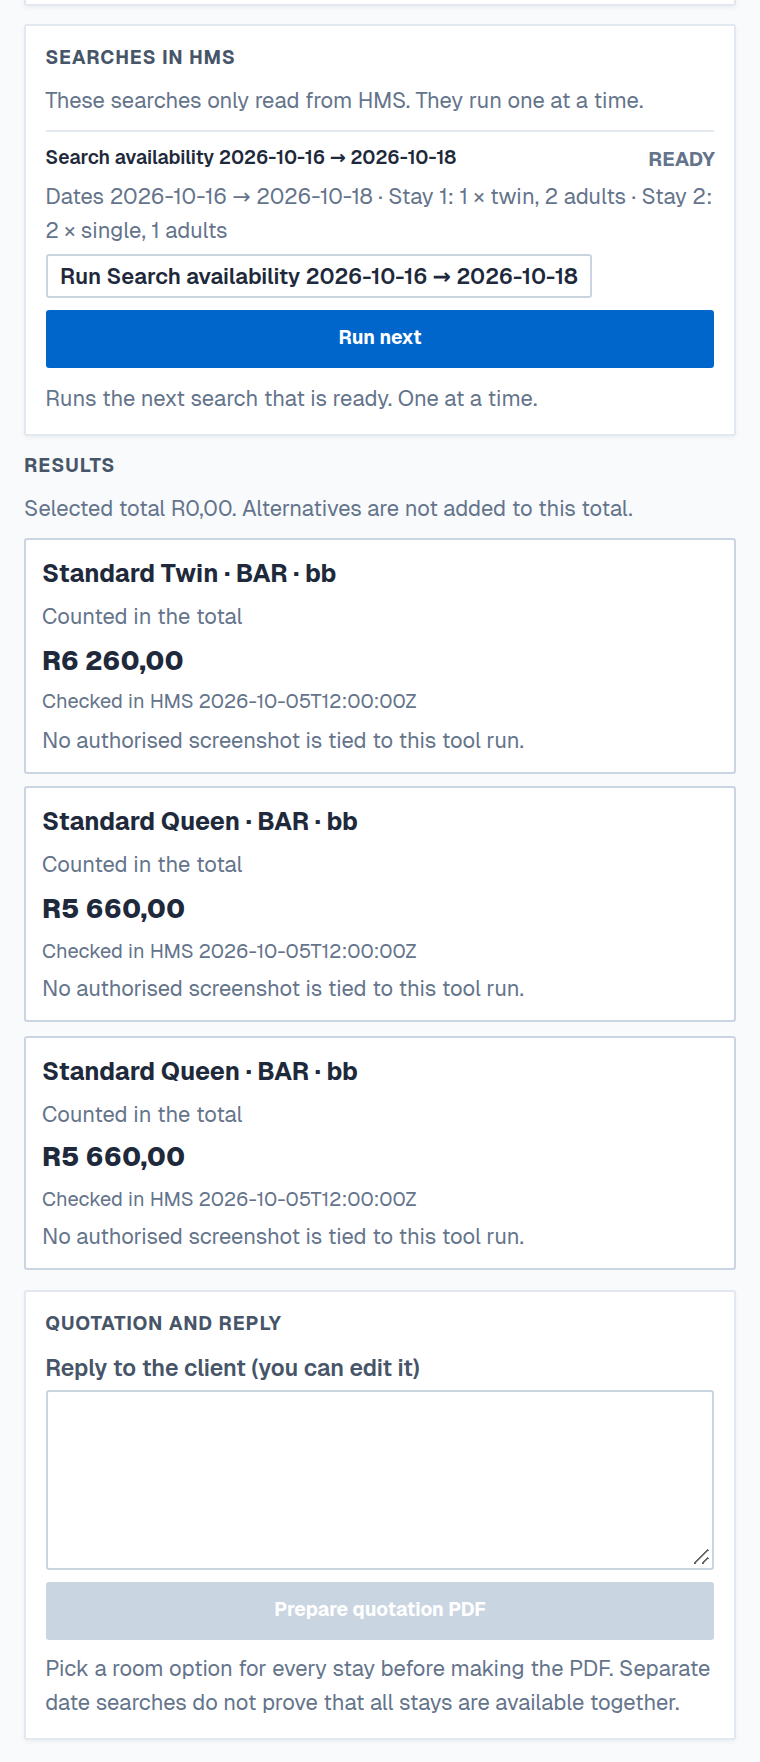 SEARCHES IN HMS
These searches only read from HMS. They run one at a time.
Search availability 2026-10-16 → 2026-10-18
READY
Dates 2026-10-16 → 2026-10-18 · Stay 1: 1 × twin, 2 adults · Stay 2:
2 × single, 1 adults
Run Search availability 2026-10-16 → 2026-10-18
Run next
Runs the next search that is ready. One at a time.
RESULTS
Selected total R0,00. Alternatives are not added to this total.
Standard Twin · BAR · bb
Counted in the total
R6 260,00
Checked in HMS 2026-10-05T12:00:00Z
No authorised screenshot is tied to this tool run.
Standard Queen · BAR · bb
Counted in the total
R5 660,00
Checked in HMS 2026-10-05T12:00:00Z
No authorised screenshot is tied to this tool run.
Standard Queen · BAR · bb
Counted in the total
R5 660,00
Checked in HMS 2026-10-05T12:00:00Z
No authorised screenshot is tied to this tool run.
QUOTATION AND REPLY
Reply to the client (you can edit it)
Prepare quotation PDF
Pick a room option for every stay before making the PDF. Separate
date searches do not prove that all stays are available together.